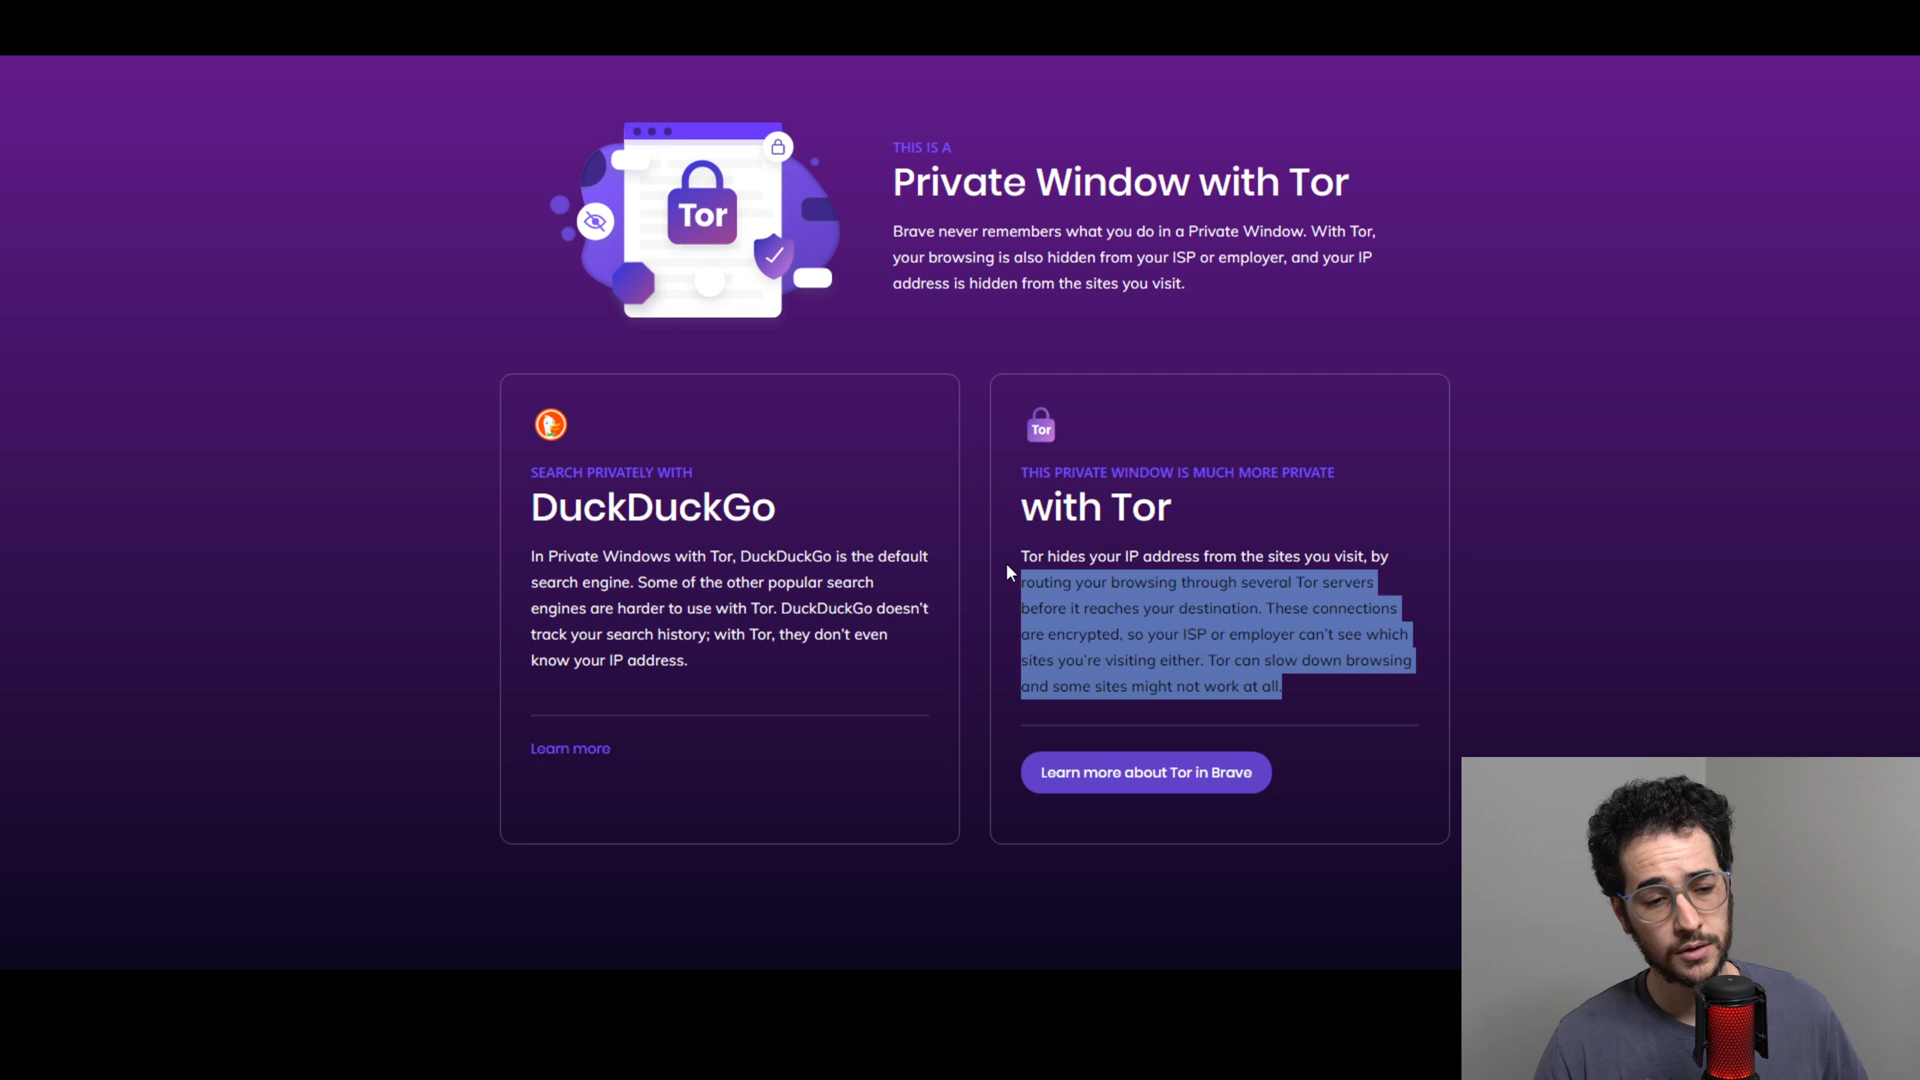 Tor
THIS IS A
Private Window with Tor
Brave never remembers what you do in a Private Window. With Tor,
your browsing is also hidden from your ISP or employer, and your IP
address is hidden from the sites you visit.
SEARCH PRIVATELY WITH
DuckDuckGo
In Private Windows with Tor, DuckDuckGo is the default
search engine. Some of the other popular search
engines are harder to use with Tor. DuckDuckGo doesn't
track your search history; with Tor, they don't even
know your IP address.
Learn more
Tor
THIS PRIVATE WINDOW IS MUCH MORE PRIVATE
with Tor
Tor hides your IP address from the sites you visit, by
routing your browsing through several Tor servers
before it reaches your destination. These connections
are encrypted, so your ISP or employer can't see which
sites you're visiting either. Tor can slow down browsing
and some sites might not work at all.
Learn more about Tor in Brave